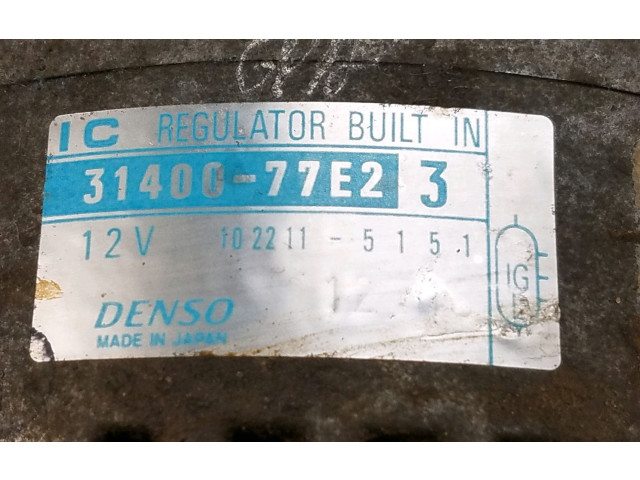 IC REGULATOR BUILT IN
31400-77E2 3
12V 102211-5151
IG
DENSO
MADE IN JAPAN